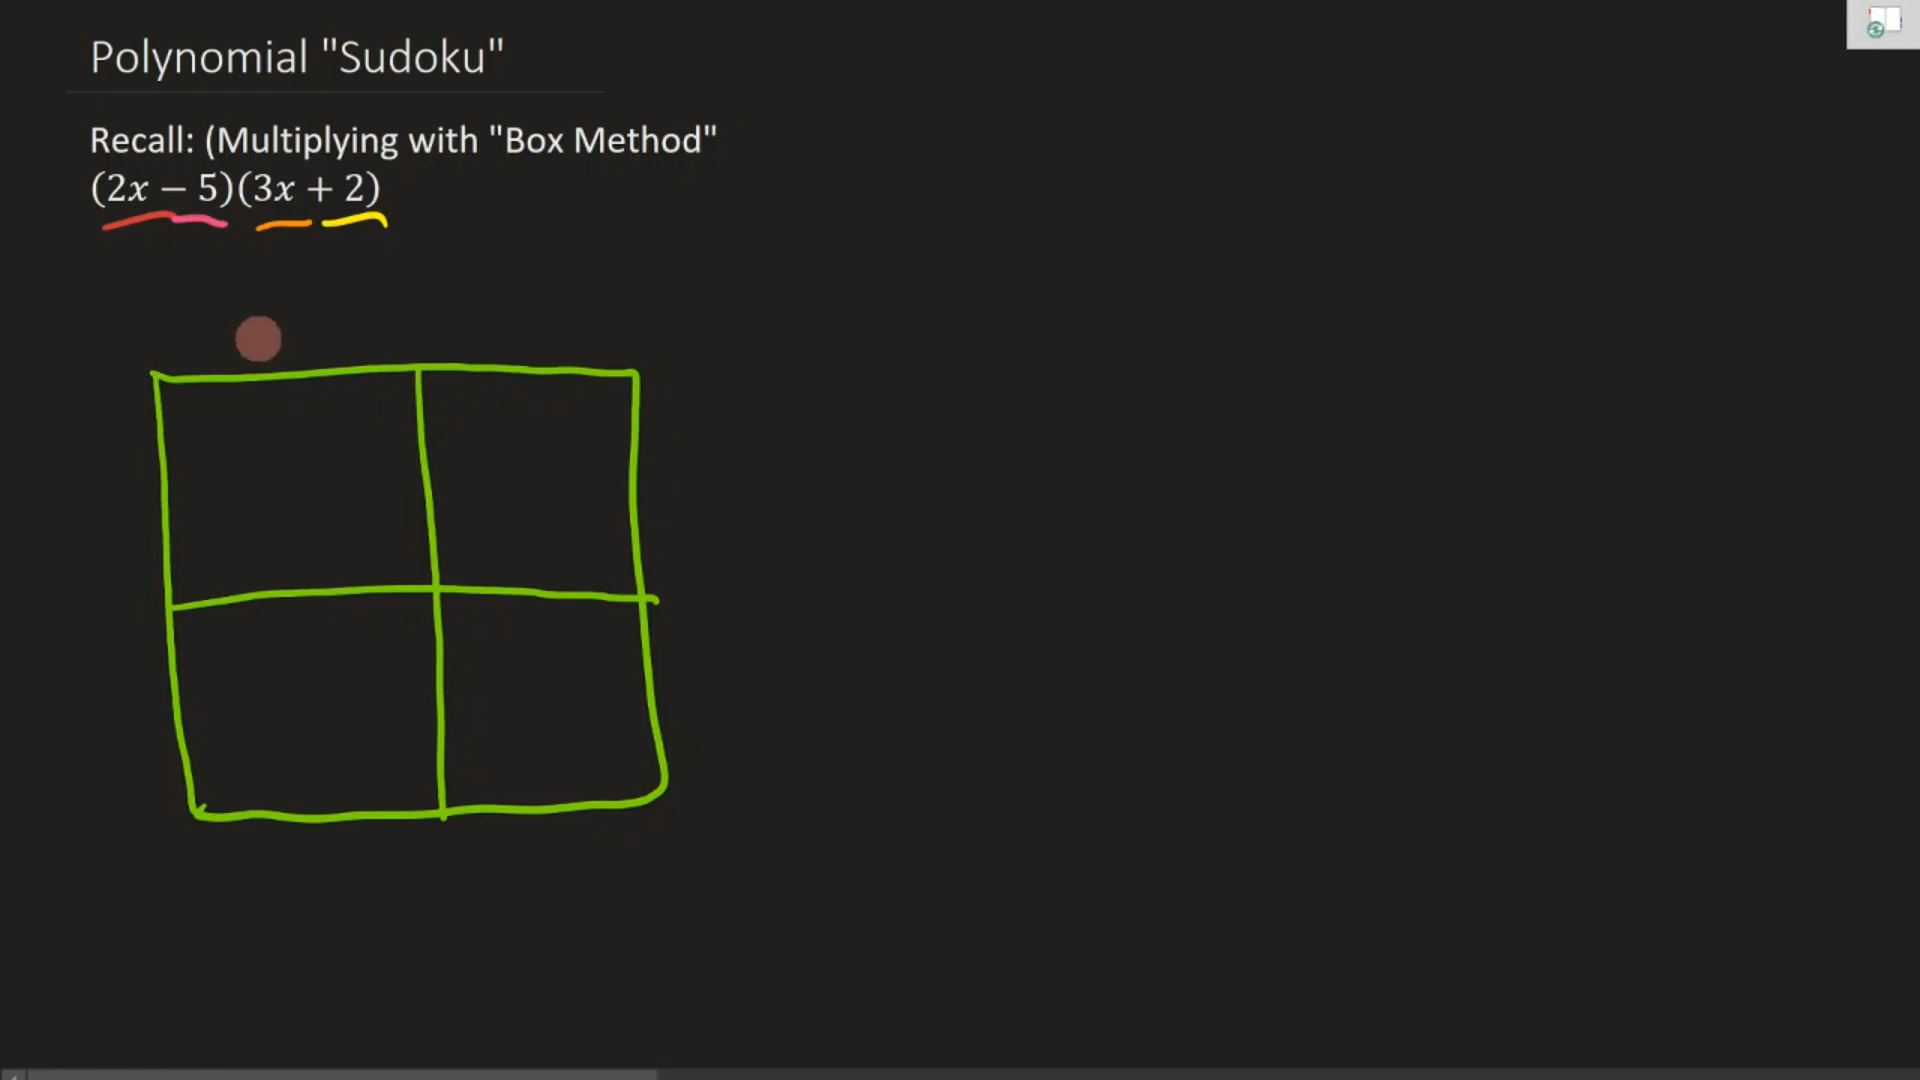 Polynomial "Sudoku"
Recall: (Multiplying with "Box Method"
(2x − 5)(3x + 2)